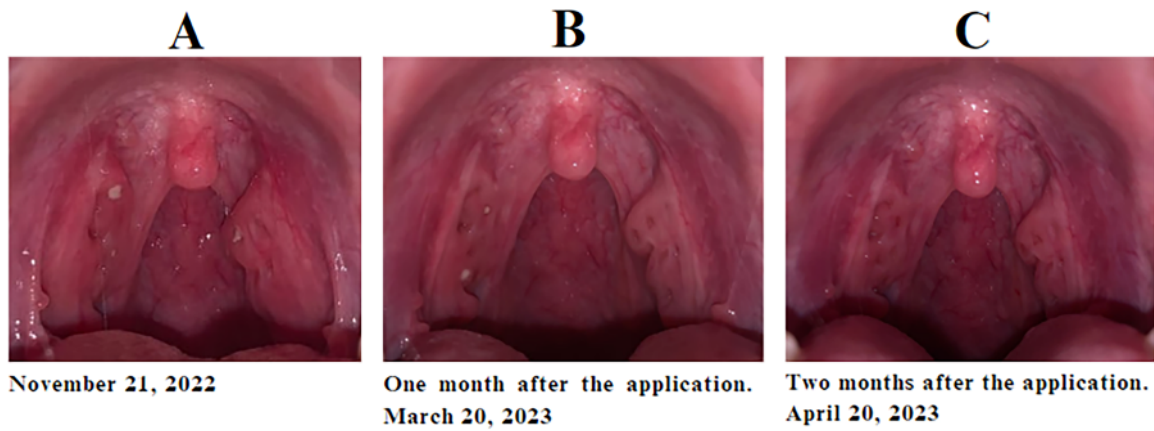 A
B
C
November 21, 2022
One month after the application.
March 20, 2023
Two months after the application.
April 20, 2023